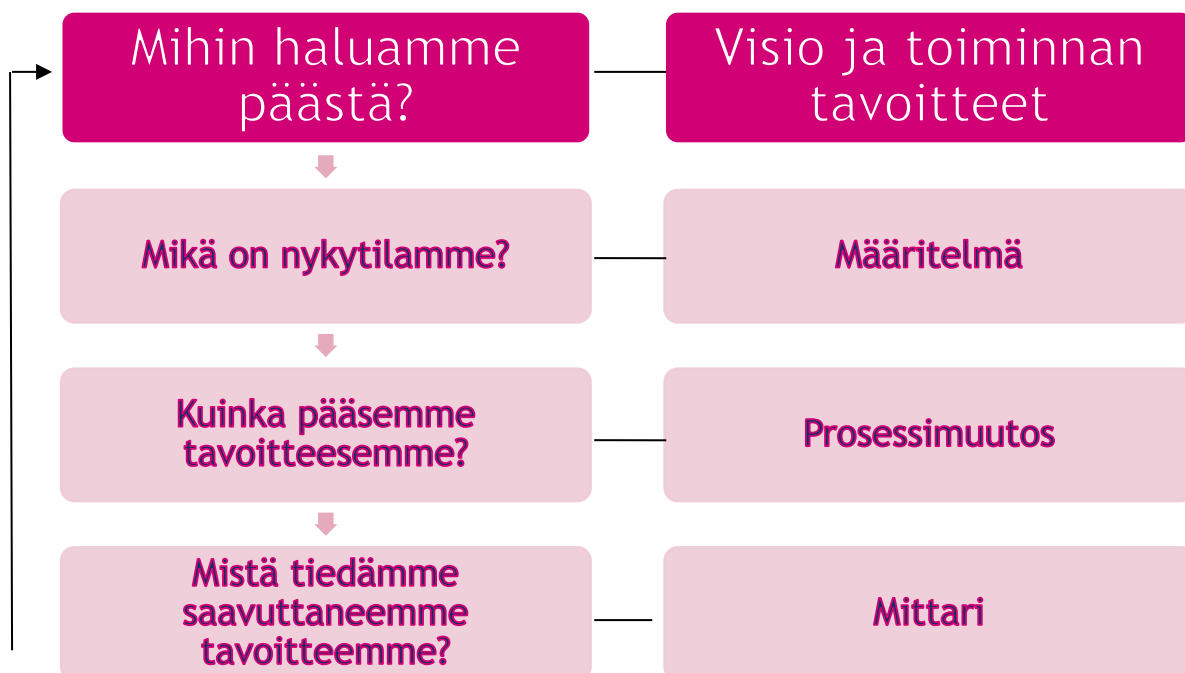 Mihin haluamme
päästä?
Visio ja toiminnan
tavoitteet
Mikä on nykytilamme?
Määritelmä
Kuinka pääsemme
tavoitteesemme?
Prosessimuutos
Mistä tiedämme
saavuttaneemme
tavoitteemme?
Mittari